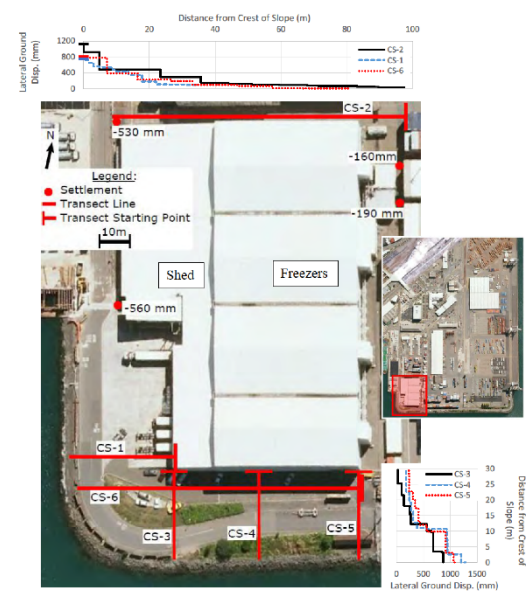 Distance from Crest of Slope (m)
0 20 40 60 80 100
Lateral Ground
Disp. (mm)
1200
800
400
0
CS-2
CS-1
CS-6
CS-2
-530 mm
N
-160mm
Legend:
Settlement
Transect Line
Transect Starting Point
-190 mm
10m
Shed
Freezers
-560 mm
CS-1
CS-6
CS-3
CS-4
CS-5
CS-3
CS-4
CS-5
30
25
20
15
10
5
0
Distance from Crest of
Slope (m)
0 500 1000 1500
Lateral Ground Disp. (mm)